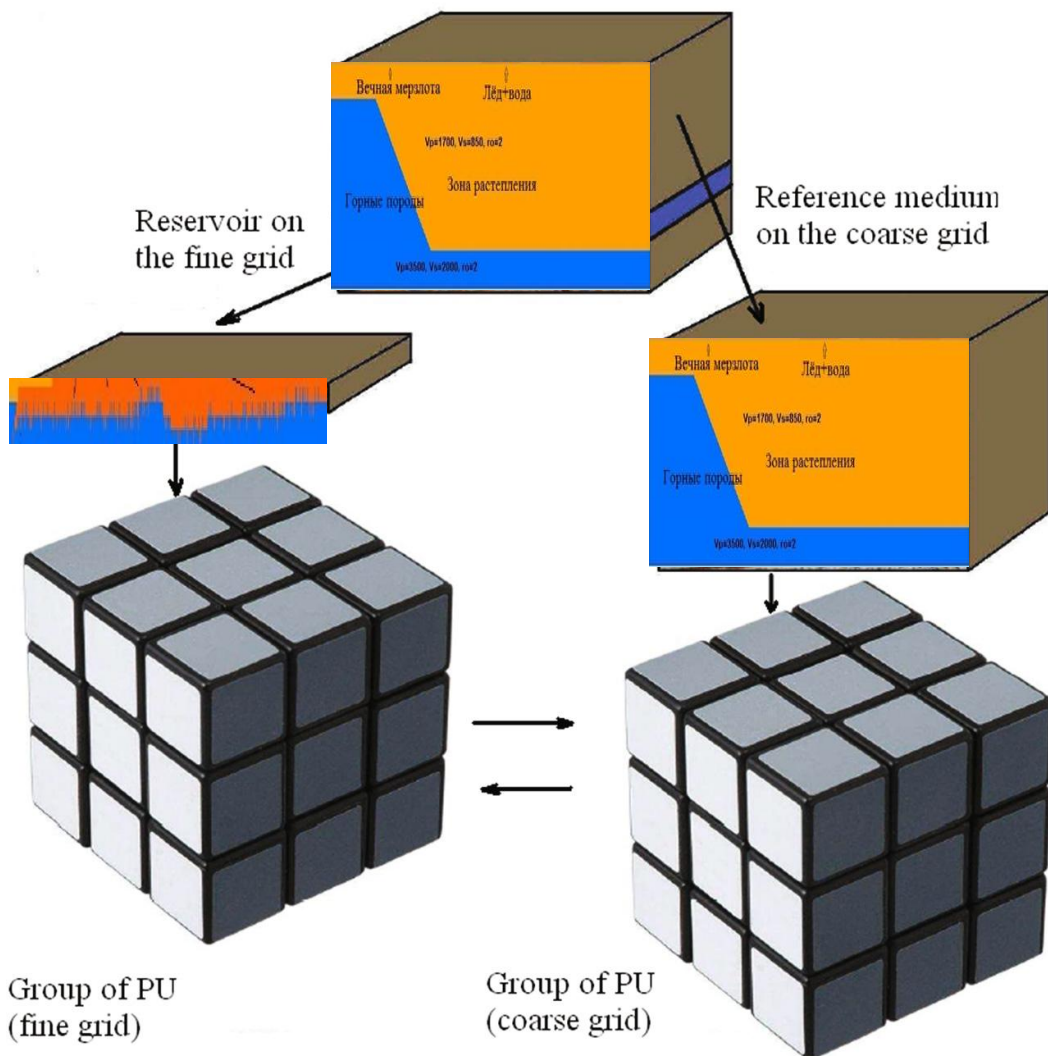 Вечная мерзлота
Лёд+вода
Vp=1700, Vs=850, ro=2
Зона растепления
Горные породы
Vp=3500, Vs=2000, ro=2
Reservoir on
the fine grid
Reference medium
on the coarse grid
Вечная мерзлота
Лёд+вода
Vp=1700, Vs=850, ro=2
Зона растепления
Горные породы
Vp=3500, Vs=2000, ro=2
Group of PU
(fine grid)
Group of PU
(coarse grid)